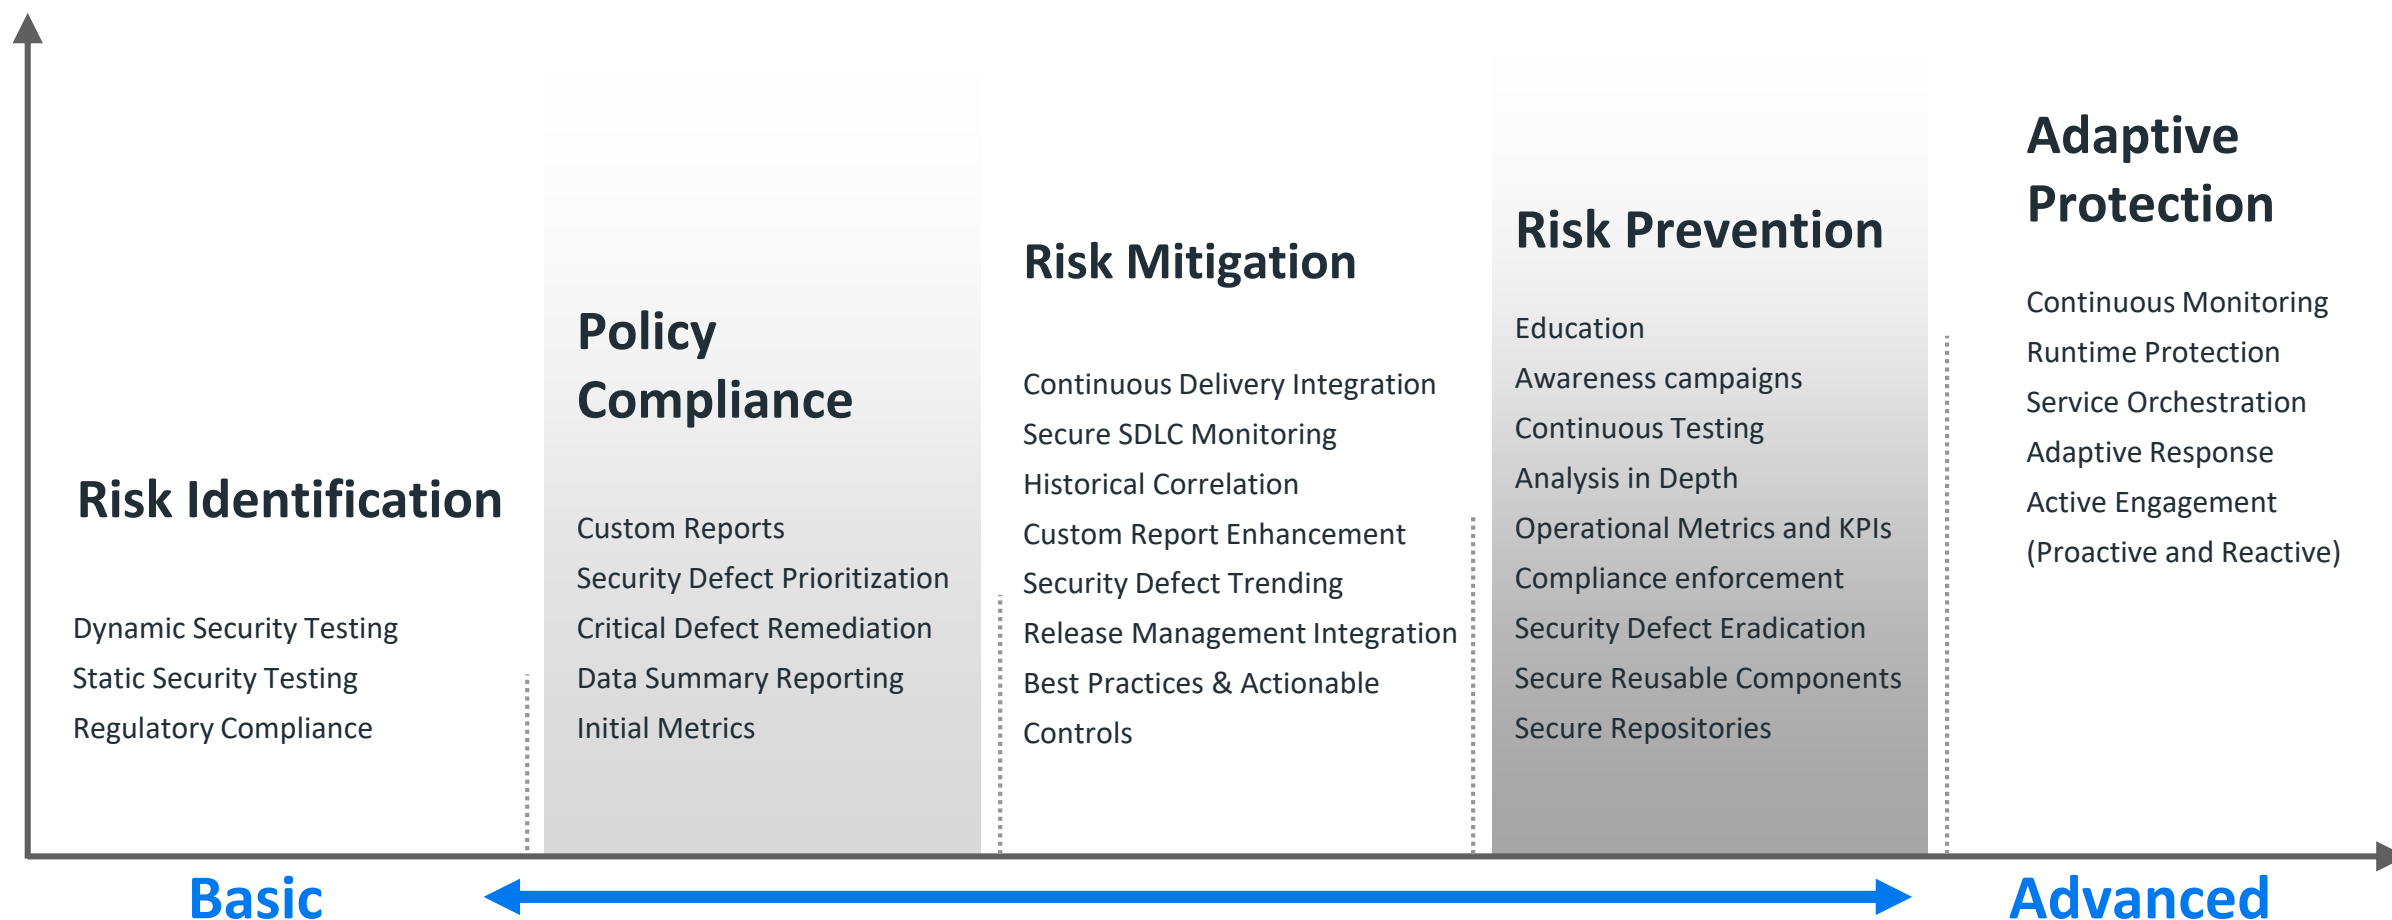 Risk Identification
Dynamic Security Testing
Static Security Testing
Regulatory Compliance
Policy
Compliance
Custom Reports
Security Defect Prioritization
Critical Defect Remediation
Data Summary Reporting
Initial Metrics
Risk Mitigation
Continuous Delivery Integration
Secure SDLC Monitoring
Historical Correlation
Custom Report Enhancement
Security Defect Trending
Release Management Integration
Best Practices & Actionable
Controls
Risk Prevention
Education
Awareness campaigns
Continuous Testing
Analysis in Depth
Operational Metrics and KPIs
Compliance enforcement
Security Defect Eradication
Secure Reusable Components
Secure Repositories
Adaptive
Protection
Continuous Monitoring
Runtime Protection
Service Orchestration
Adaptive Response
Active Engagement
(Proactive and Reactive)
Basic
Advanced